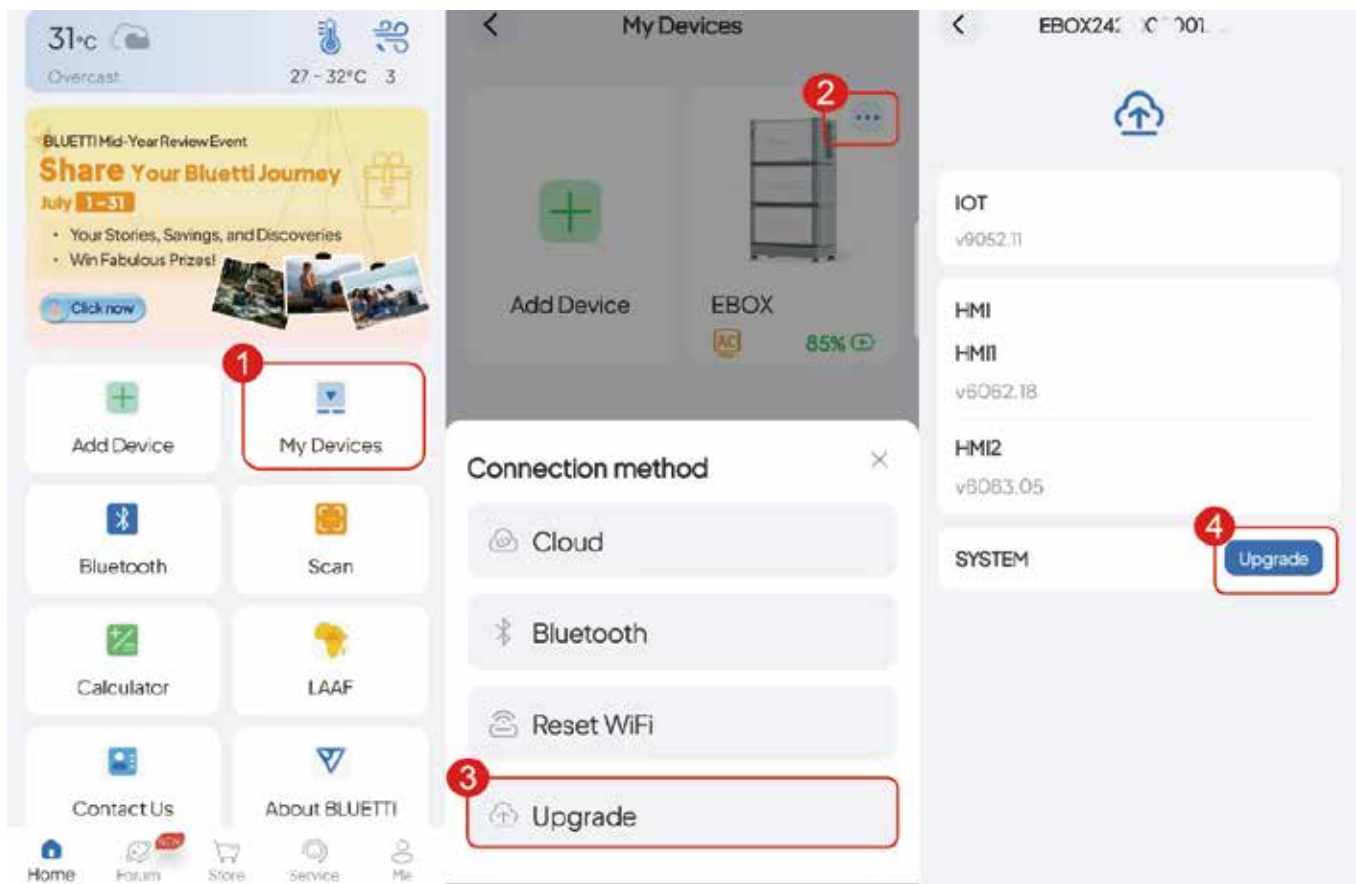 31°C
Overcast
27 - 32°C 3
BLUETTI Mid-Year Review Event
Share Your Bluetti Journey
July 1-31
• Your Stories, Savings, and Discoveries
• Win Fabulous Prizes!
Click now
1
Add Device
My Devices
Bluetooth
Scan
Calculator
LAAF
Contact Us
About BLUETTI
NEW
Home
Forum
Store
Service
Me
My Devices
2
Add Device
EBOX
AC
85%
Connection method
Cloud
Bluetooth
Reset WiFi
3
Upgrade
IOT
v9052.11
HMI
HMI1
v6062.18
HMI2
v6083.05
4
SYSTEM
Upgrade